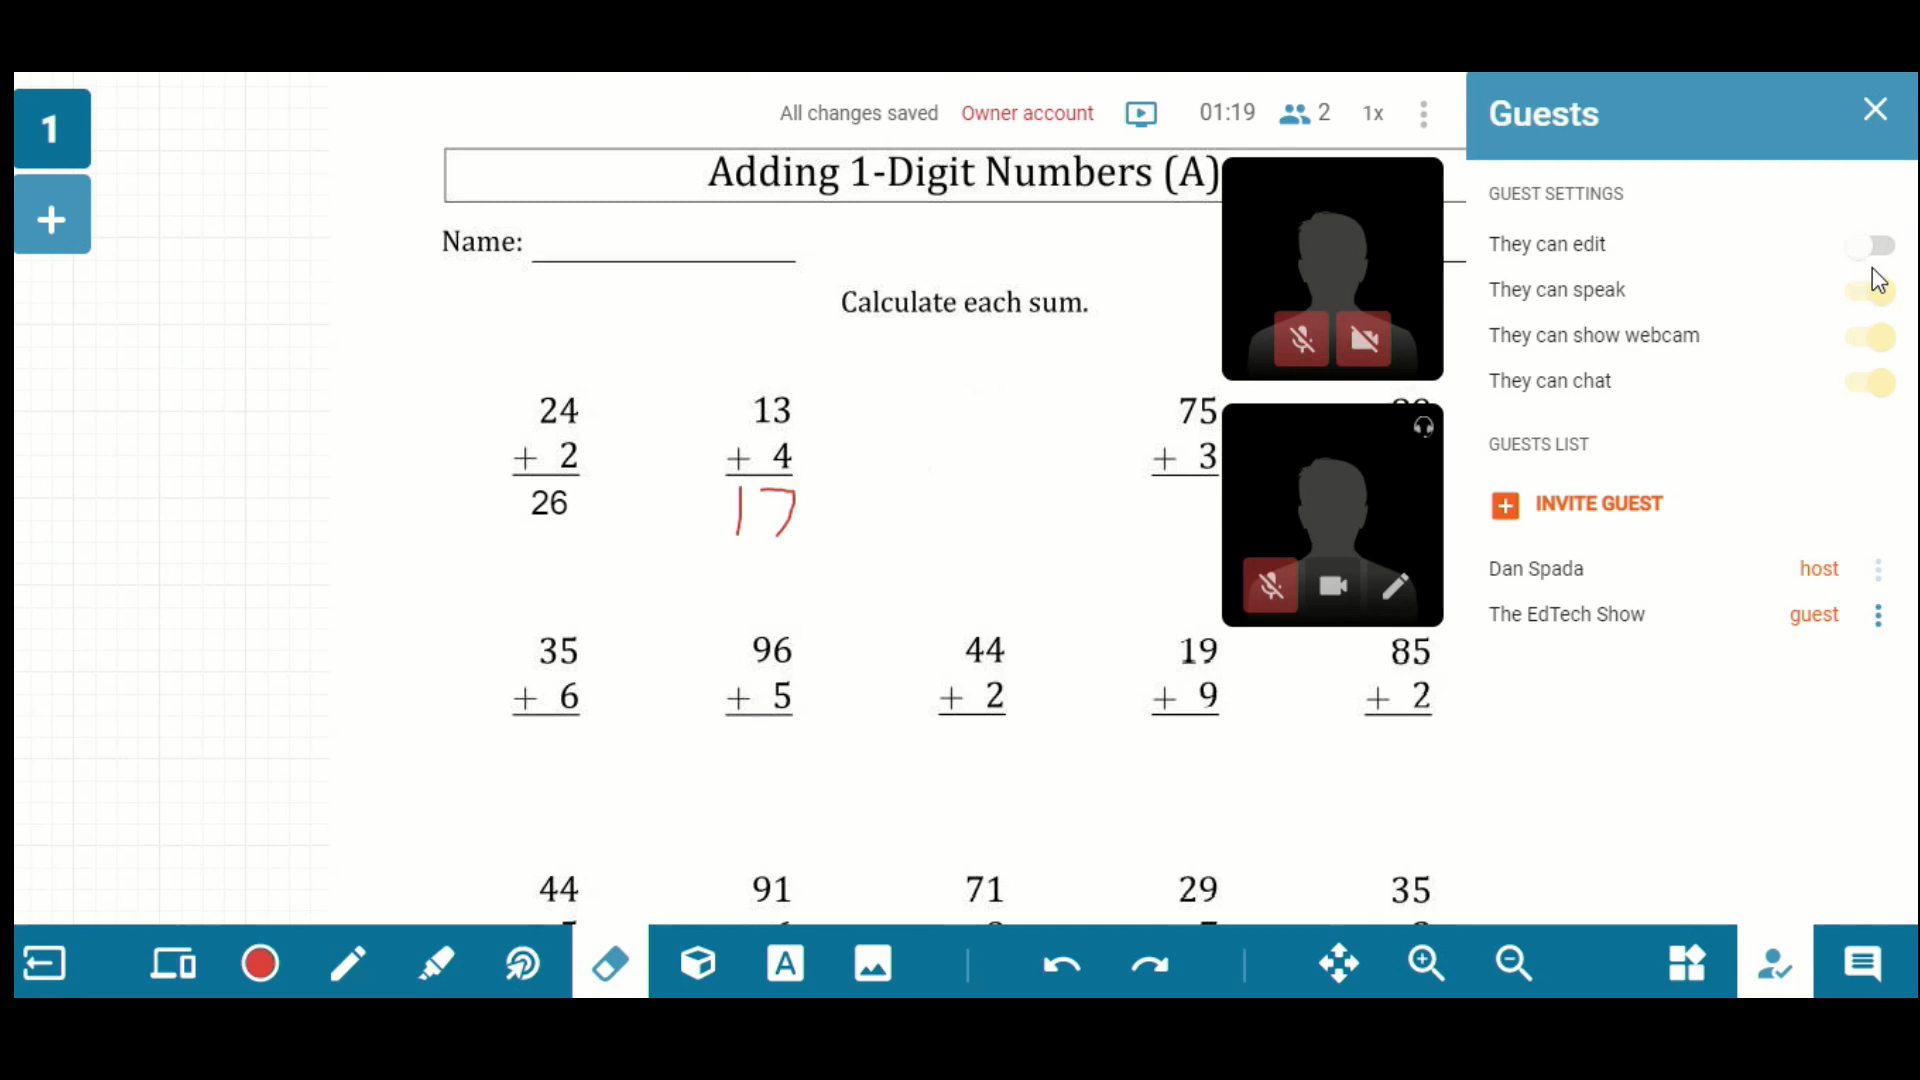 1
All changes saved Owner account 01:19 2 1x
Guests
Adding 1-Digit Numbers (A)
Name:
Calculate each sum.
24 13 75
+ 2 + 4 + 3
26 17
35 96 44 19 85
+ 6 + 5 + 2 + 9 + 2
44 91 71 29 35
GUEST SETTINGS
They can edit
They can speak
They can show webcam
They can chat
GUESTS LIST
+ INVITE GUEST
Dan Spada host
The EdTech Show guest
A